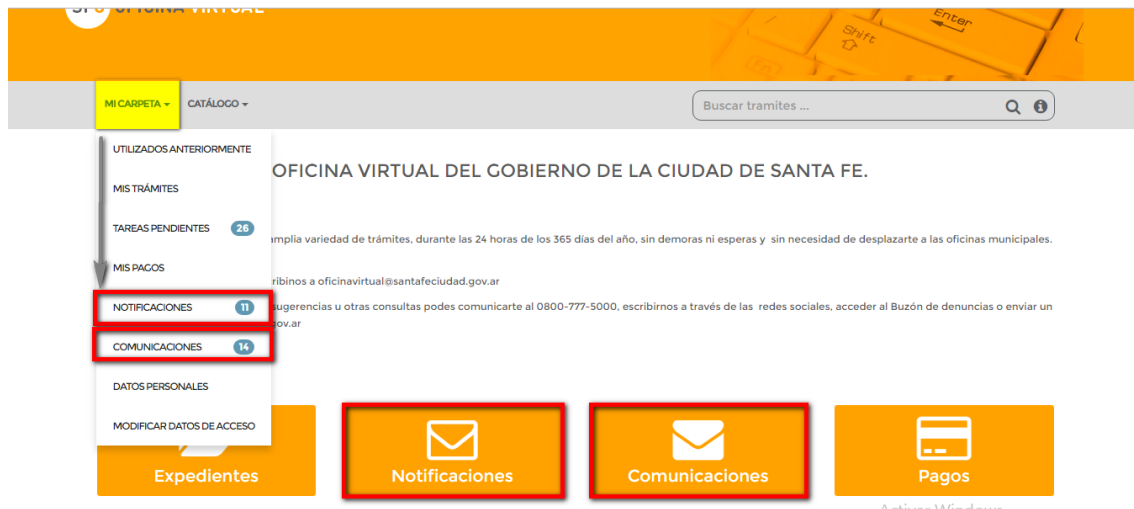 OFICINA VIRTUAL
Enter
Shift
MI CARPETA
CATÁLOGO
Buscar tramites ...
UTILIZADOS ANTERIORMENTE
OFICINA VIRTUAL DEL GOBIERNO DE LA CIUDAD DE SANTA FE.
MIS TRÁMITES
TAREAS PENDIENTES 26
amplia variedad de trámites, durante las 24 horas de los 365 días del año, sin demoras ni esperas y sin necesidad de desplazarte a las oficinas municipales.
MIS PAGOS
ribinos a oficinavirtual@santafeciudad.gov.ar
NOTIFICACIONES 11
sugerencias u otras consultas podes comunicarte al 0800-777-5000, escribirnos a través de las redes sociales, acceder al Buzón de denuncias o enviar un
gov.ar
COMUNICACIONES 14
DATOS PERSONALES
MODIFICAR DATOS DE ACCESO
Expedientes
Notificaciones
Comunicaciones
Pagos
Activar Windows